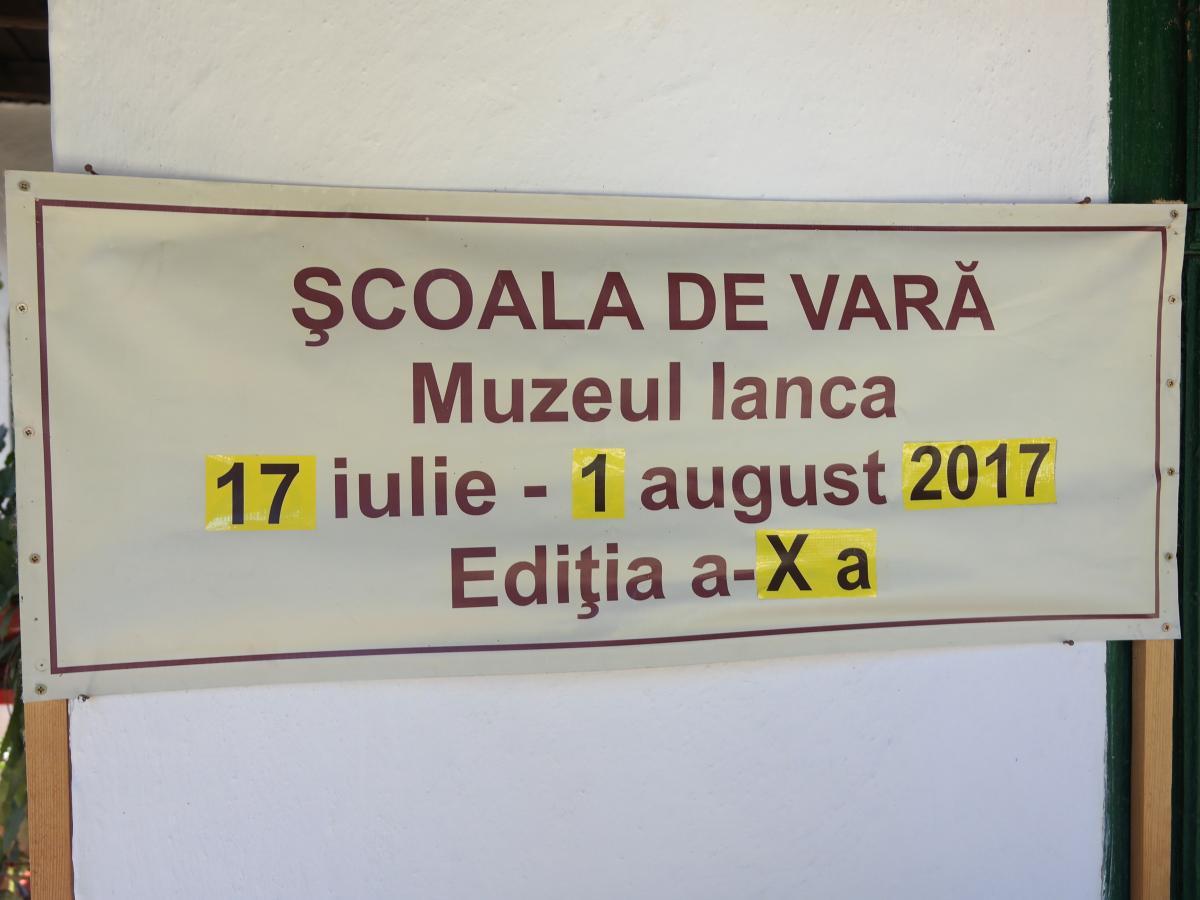 ŞCOALA DE VARĂ
Muzeul Ianca
17 iulie - 1 august 2017
Ediţia a-X a